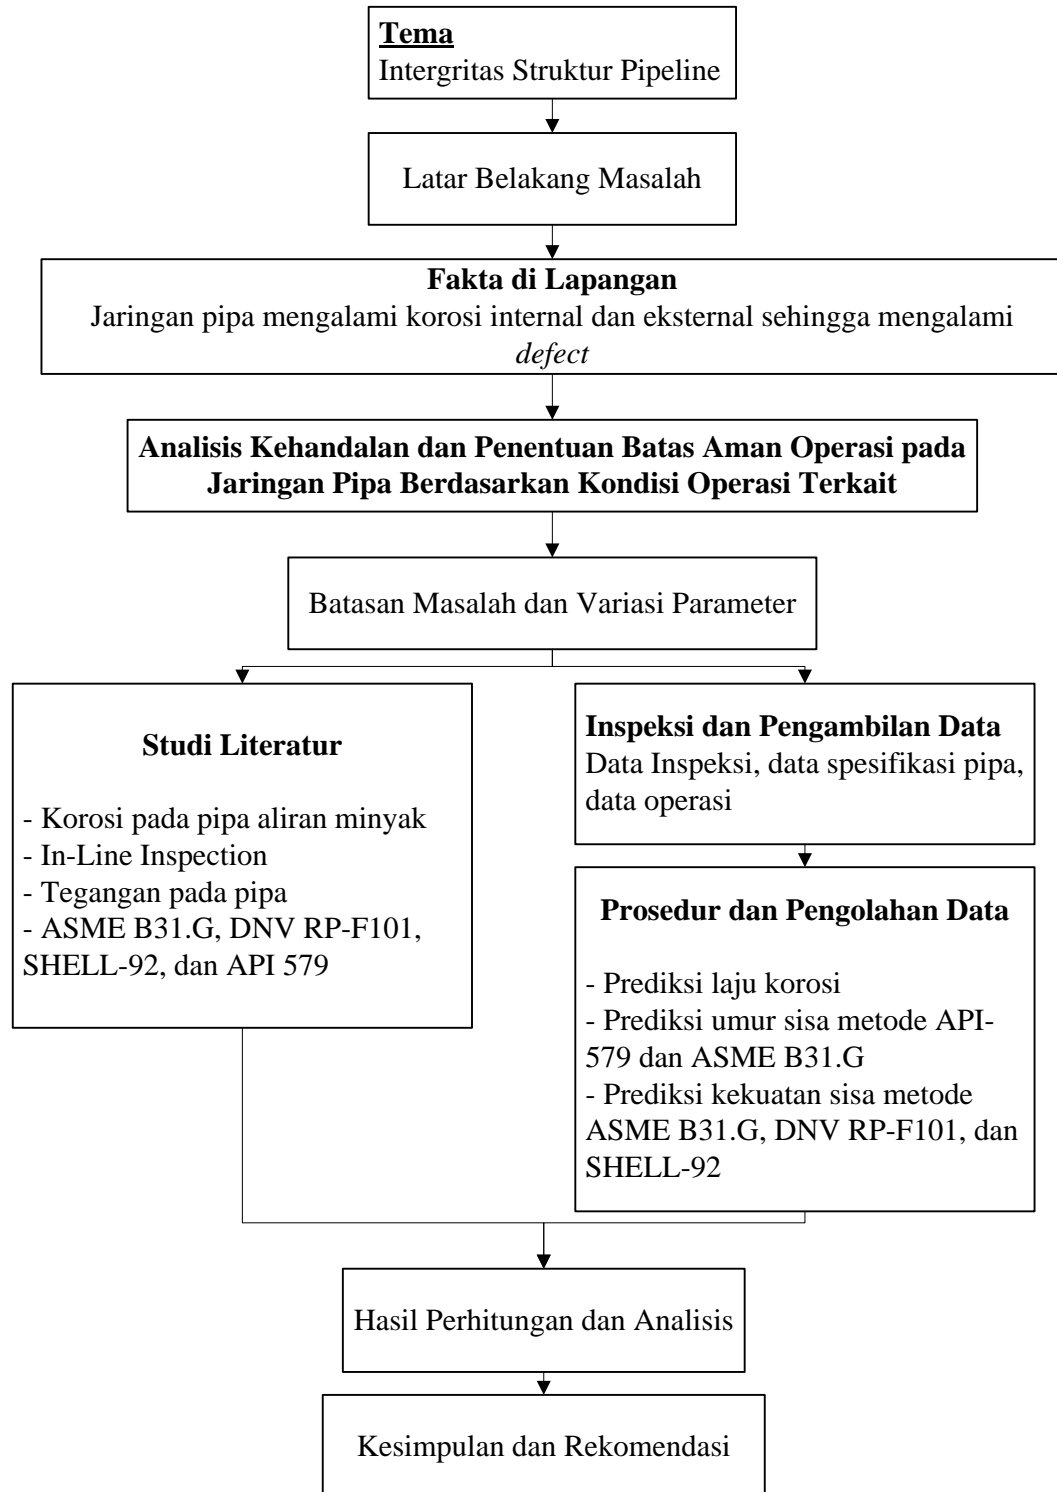 Tema
Intergritas Struktur Pipeline
Latar Belakang Masalah
Fakta di Lapangan
Jaringan pipa mengalami korosi internal dan eksternal sehingga mengalami
defect
Analisis Kehandalan dan Penentuan Batas Aman Operasi pada
Jaringan Pipa Berdasarkan Kondisi Operasi Terkait
Batasan Masalah dan Variasi Parameter
Studi Literatur
- Korosi pada pipa aliran minyak
- In-Line Inspection
- Tegangan pada pipa
- ASME B31.G, DNV RP-F101,
SHELL-92, dan API 579
Inspeksi dan Pengambilan Data
Data Inspeksi, data spesifikasi pipa,
data operasi
Prosedur dan Pengolahan Data
- Prediksi laju korosi
- Prediksi umur sisa metode API-
579 dan ASME B31.G
- Prediksi kekuatan sisa metode
ASME B31.G, DNV RP-F101, dan
SHELL-92
Hasil Perhitungan dan Analisis
Kesimpulan dan Rekomendasi